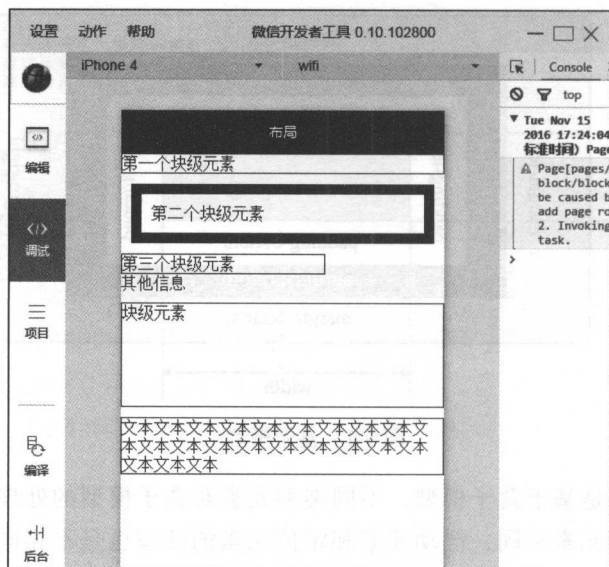 设置 动作 帮助 微信开发者工具 0.10.102800
iPhone 4 wifi Console
top
Tue Nov 15
2016 17:24:04
标准时间) Page
Page[pages/
block/block
be caused b
add page ro
2. Invoking
task.
编辑
</>
调试
项目
编译
后台
布局
第一个块级元素
第二个块级元素
第三个块级元素
其他信息
块级元素
文本文本文本文本文本文本文本文本文本文
本文本文本文本文本文本文本文本文本文本
文本文本文本